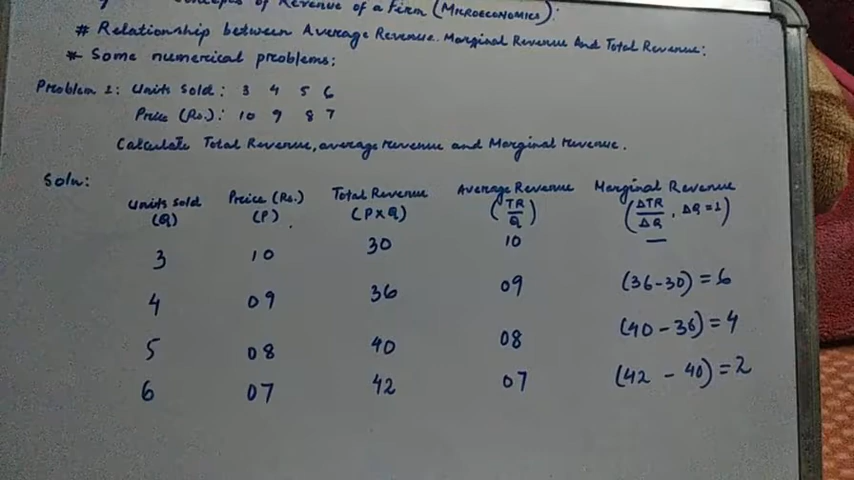 Concepts of Revenue of a Firm (MICROECONOMICS):
# Relationship between Average Revenue. Marginal Revenue And Total Revenue:
* Some numerical problems:
Problem 1: Units Sold: 3 4 5 6
Price (Rs.): 10 9 8 7
Calculate Total Revenue, average revenue and Marginal revenue.
Soln:
Units Sold (Q) Preice (Rs.) (P) Total Revenue (P×Q) Average Revenue (TR/Q) Marginal Revenue (ΔTR/ΔQ, ΔQ=1)
3 10 30 10 —
4 09 36 09 (36-30) = 6
5 08 40 08 (40-36) = 4
6 07 42 07 (42 - 40) = 2